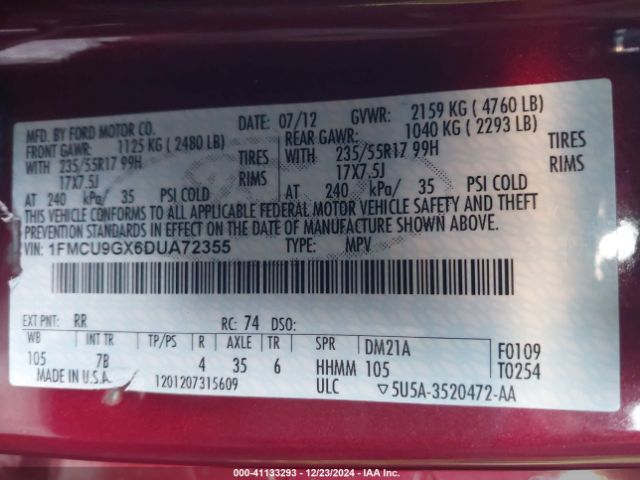 MFD. BY FORD MOTOR CO. DATE: 07/12 GVWR: 2159 KG ( 4760 LB)
FRONT GAWR: 1125 KG ( 2480 LB) REAR GAWR: 1040 KG ( 2293 LB)
WITH 235/55R17 99H TIRES WITH 235/55R17 99H TIRES
17X7.5J RIMS 17X7.5J RIMS
AT 240 kPa/ 35 PSI COLD AT 240 kPa/ 35 PSI COLD
THIS VEHICLE CONFORMS TO ALL APPLICABLE FEDERAL MOTOR VEHICLE SAFETY AND THEFT
PREVENTION STANDARDS IN EFFECT ON THE DATE OF MANUFACTURE SHOWN ABOVE.
VIN: 1FMCU9GX6DUA72355 TYPE: MPV
EXT PNT: RR RC: 74 DSO:
WB INT TR TP/PS R AXLE TR SPR DM21A F0109
105 7B 4 35 6 HHMM 105 T0254
MADE IN U.S.A. 1201207315609 ULC ▽5U5A-3520472-AA
000-41133293 - 12/23/2024 - IAA Inc.